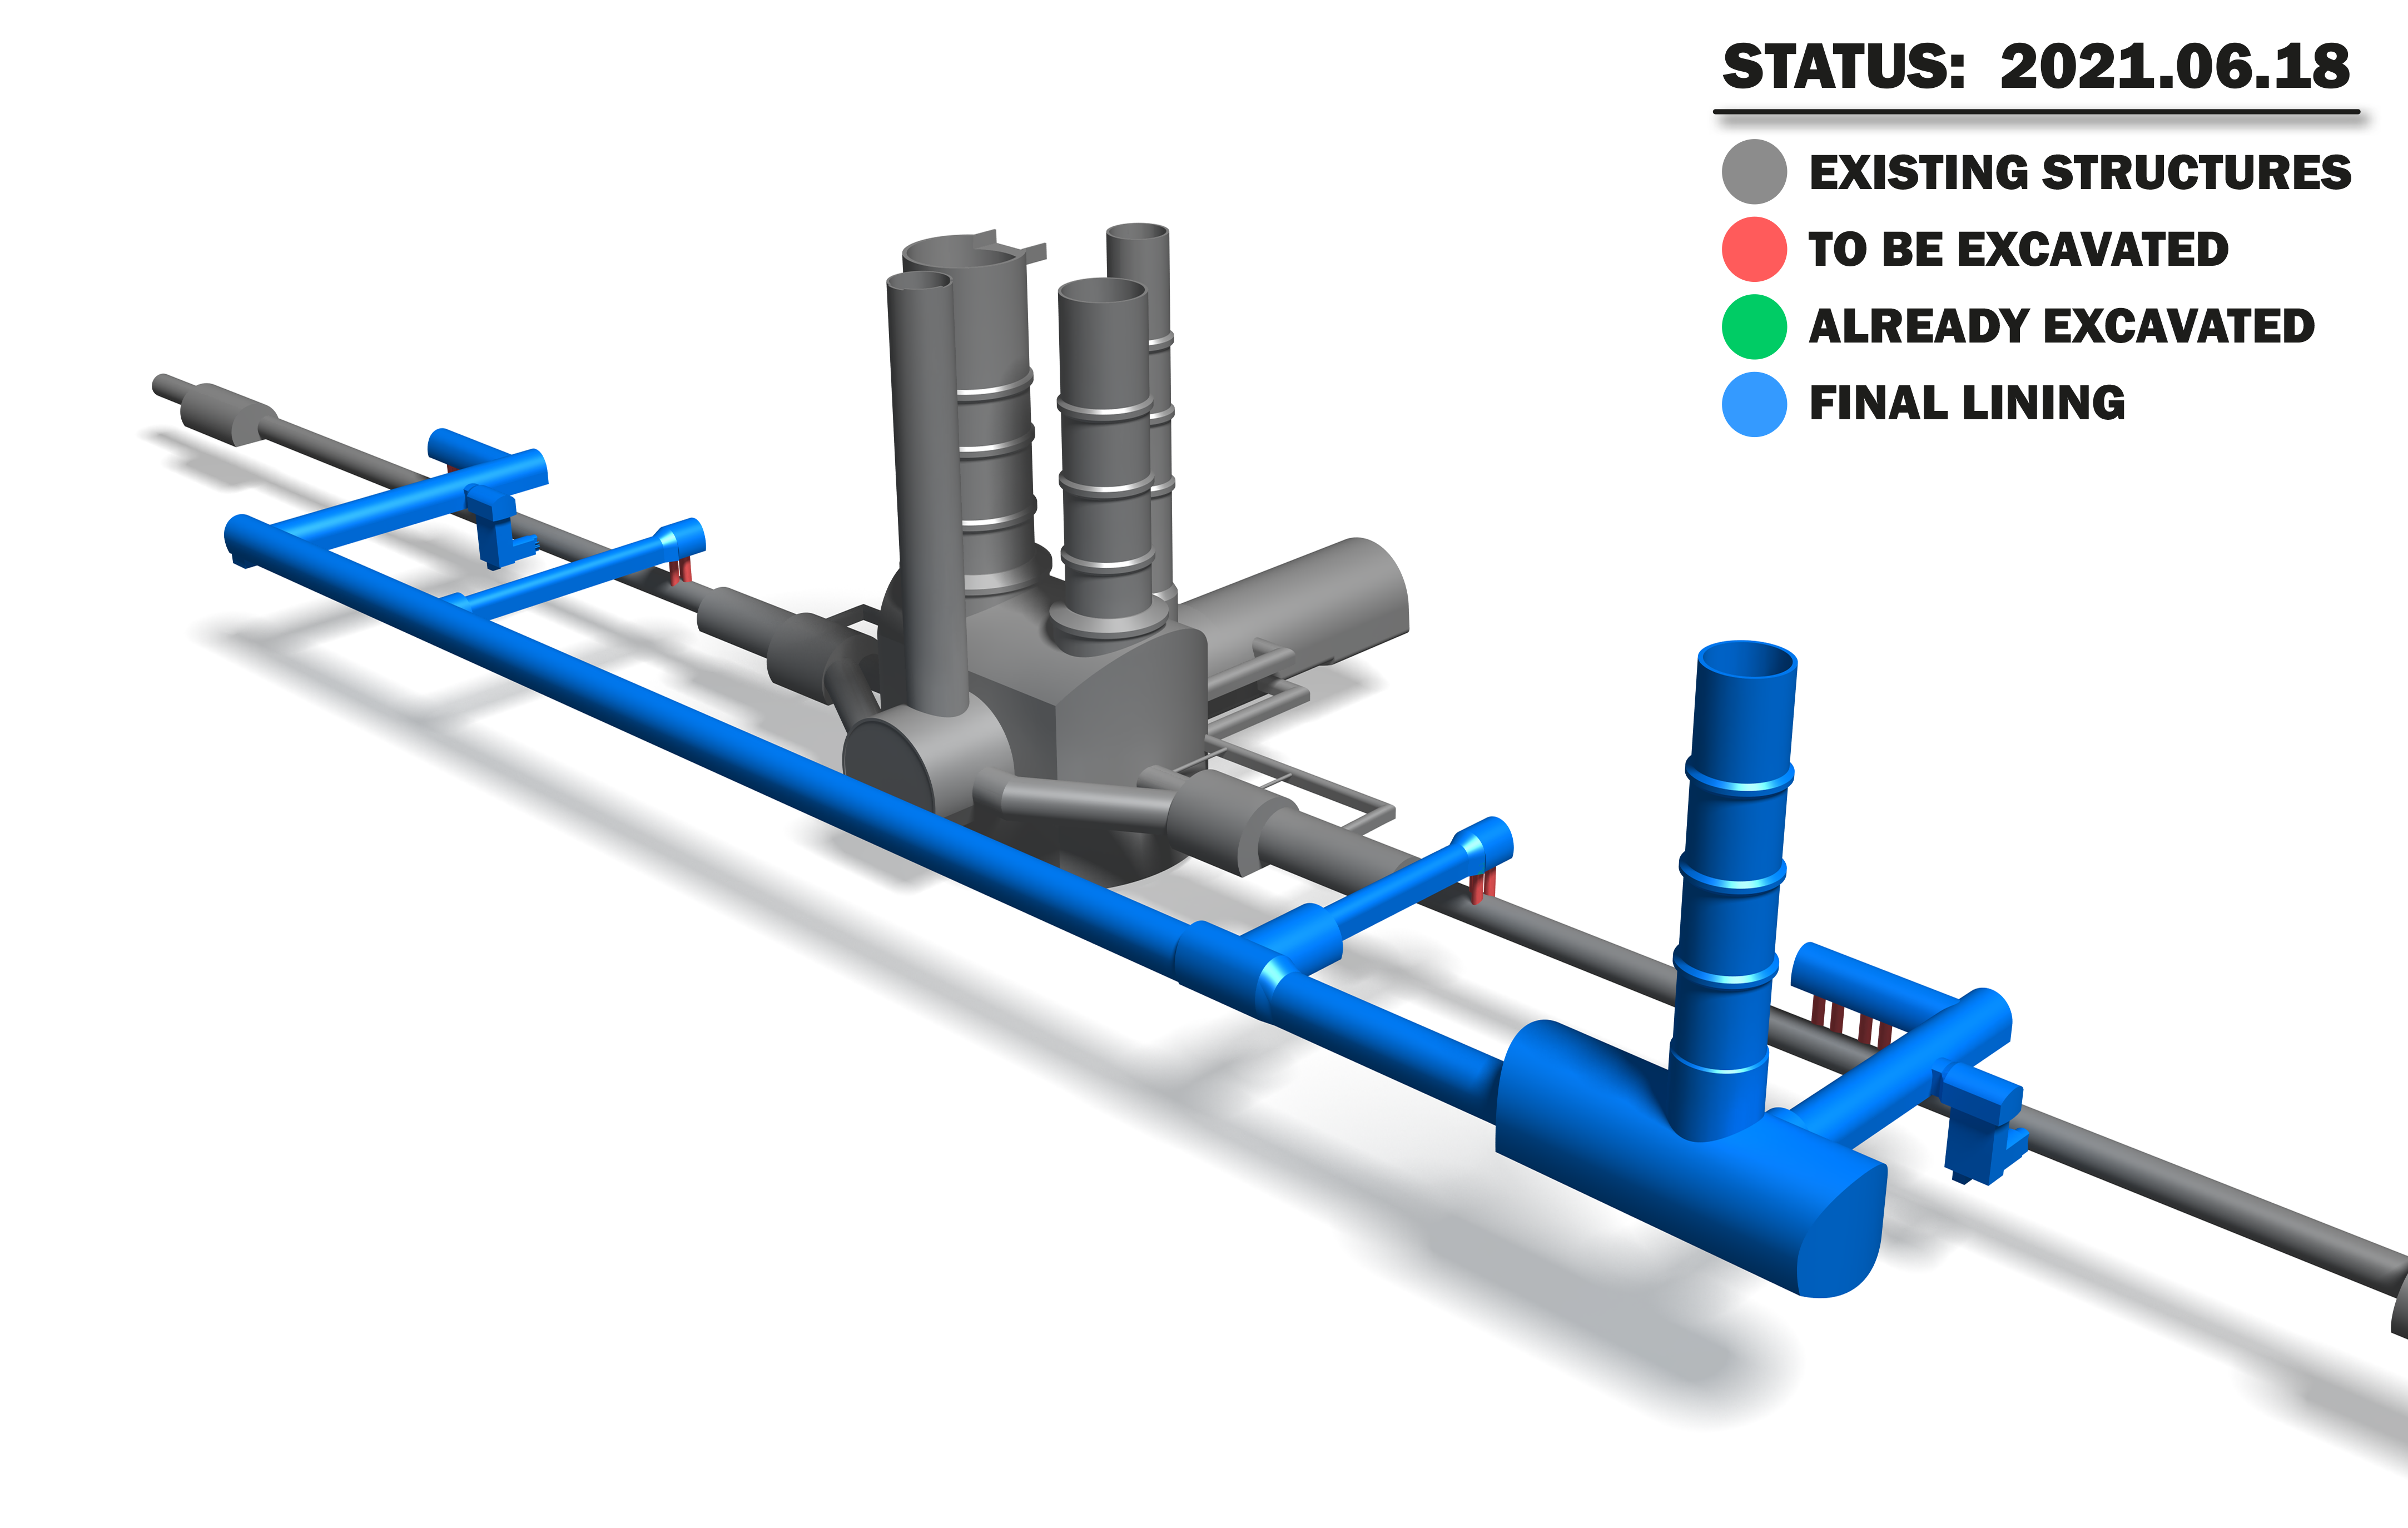 STATUS: 2021.06.18
EXISTING STRUCTURES
TO BE EXCAVATED
ALREADY EXCAVATED
FINAL LINING